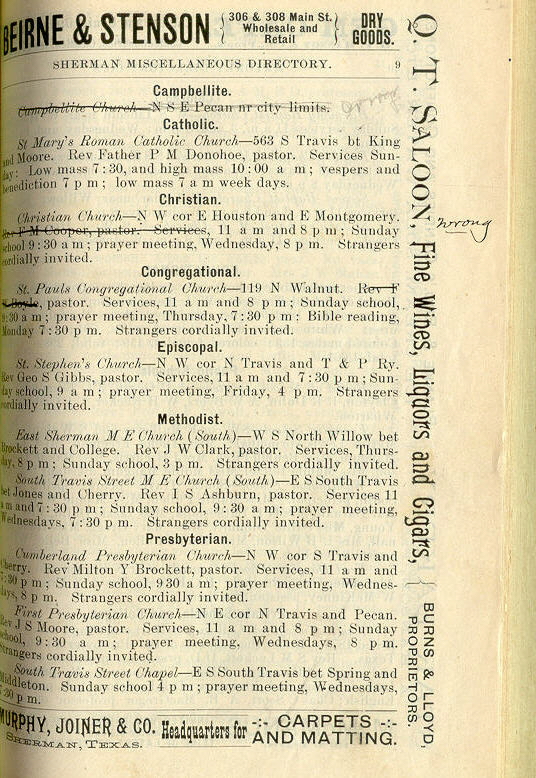 BEIRNE & STENSON { 306 & 308 Main St. Wholesale and Retail } DRY GOODS.
SHERMAN MISCELLANEOUS DIRECTORY. 9
Campbellite.
Campbellite Church—N S E Pecan nr city limits.
Catholic.
St Mary's Roman Catholic Church—563 S Travis bt King
and Moore. Rev Father P M Donohoe, pastor. Services Sun-
day: Low mass 7:30, and high mass 10:00 a m; vespers and
benediction 7 p m; low mass 7 a m week days.
Christian.
Christian Church—N W cor E Houston and E Montgomery.
Rev F M Cooper, pastor. Services, 11 a m and 8 p m; Sunday
school 9:30 a m; prayer meeting, Wednesday, 8 p m. Strangers
cordially invited.
Congregational.
St. Pauls Congregational Church—119 N Walnut. Rev F
Boyle, pastor. Services, 11 a m and 8 p m; Sunday school,
9:30 a m; prayer meeting, Thursday, 7:30 p m: Bible reading,
Monday 7:30 p m. Strangers cordially invited.
Episcopal.
St. Stephen's Church—N W cor N Travis and T & P Ry.
Rev Geo S Gibbs, pastor. Services, 11 a m and 7:30 p m; Sun-
day school, 9 a m; prayer meeting, Friday, 4 p m. Strangers
cordially invited.
Methodist.
East Sherman M E Church (South)—W S North Willow bet
Brockett and College. Rev J W Clark, pastor. Services, Thurs-
day, 8 p m; Sunday school, 3 p m. Strangers cordially invited.
South Travis Street M E Church (South)—E S South Travis
bet Jones and Cherry. Rev I S Ashburn, pastor. Services 11
a m and 7:30 p m; Sunday school, 9:30 a m; prayer meeting,
Wednesdays, 7:30 p m. Strangers cordially invited.
Presbyterian.
Cumberland Presbyterian Church—N W cor S Travis and
Cherry. Rev Milton Y Brockett, pastor. Services, 11 a m and
7:30 p m; Sunday school, 9 30 a m; prayer meeting, Wednes-
days, 8 p m. Strangers cordially invited.
First Presbyterian Church—N E cor N Travis and Pecan.
Rev J S Moore, pastor. Services, 11 a m and 8 p m; Sunday
school, 9:30 a m; prayer meeting, Wednesdays, 8 p m.
Strangers cordially invited.
South Travis Street Chapel—E S South Travis bet Spring and
Middleton. Sunday school 4 p m; prayer meeting, Wednesdays,
7:30 p m.
MURPHY, JOINER & CO. Headquarters for CARPETS
SHERMAN, TEXAS. AND MATTING.
Q. T. SALOON, Fine Wines, Liquors and Cigars, { BURNS & LLOYD, PROPRIETORS.
wrong